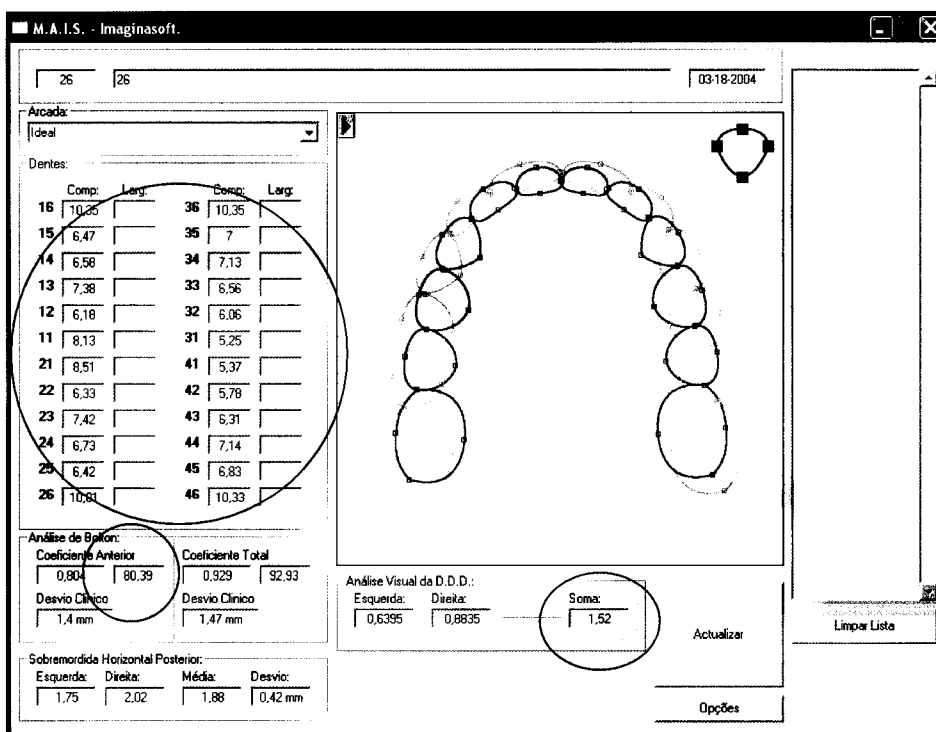 M.A.I.S. - Imaginasoft.
26 26 03-18-2004
Arcada:
Ideal
Dentes:
Comp: Larg: Comp: Larg:
16 10,35 36 10,35
15 6,47 35 7
14 6,58 34 7,13
13 7,38 33 6,56
12 6,18 32 6,06
11 8,13 31 5,25
21 8,51 41 5,37
22 6,33 42 5,78
23 7,42 43 6,31
24 6,73 44 7,14
25 6,42 45 6,83
26 10,81 46 10,33
Análise de Bolton:
Coeficiente Anterior Coeficiente Total
0,804 80,39 0,929 92,93
Desvio Clinico Desvio Clinico
1,4 mm 1,47 mm
Análise Visual da D.D.D.:
Esquerda: Direita: Soma:
0,6395 0,8835 1,52
Actualizar
Limpar Lista
Sobremordida Horizontal Posterior:
Esquerda: Direita: Média: Desvio:
1,75 2,02 1,88 0,42 mm
Opções